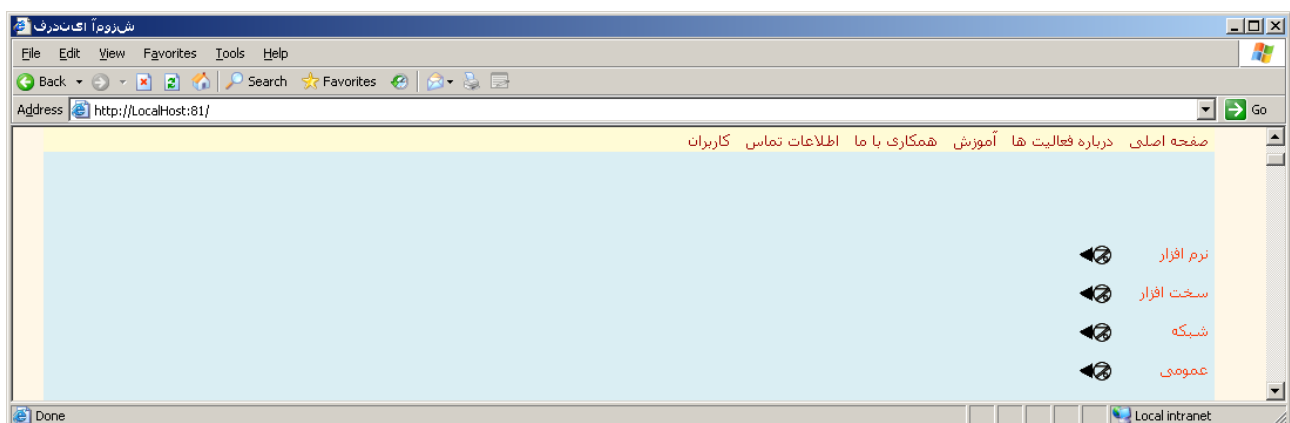 شزومآ ایتندرف
File Edit View Favorites Tools Help
Back Search Favorites
Address http://LocalHost:81/ Go
صفحه اصلی درباره فعالیت ها آموزش همکاری با ما اطلاعات تماس کاربران
نرم افزار
سخت افزار
شبکه
عمومی
Done Local intranet